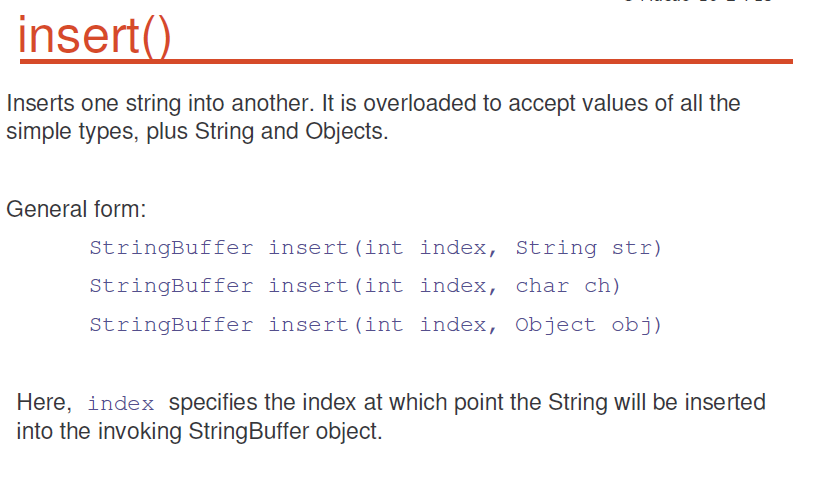 insert()
Inserts one string into another. It is overloaded to accept values of all the
simple types, plus String and Objects.
General form:
StringBuffer insert(int index, String str)
StringBuffer insert(int index, char ch)
StringBuffer insert(int index, Object obj)
Here, index specifies the index at which point the String will be inserted
into the invoking StringBuffer object.